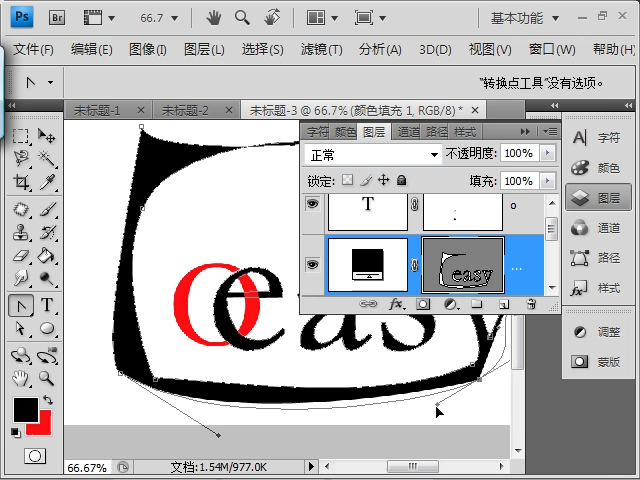 Ps Br 66.7 基本功能
文件(F) 编辑(E) 图像(I) 图层(L) 选择(S) 滤镜(T) 分析(A) 3D(D) 视图(V) 窗口(W) 帮助(H)
"转换点工具"没有选项。
未标题-1 未标题-2 未标题-3 @ 66.7% (颜色填充 1, RGB/8) *
字符 颜色 图层 通道 路径 样式
正常 不透明度: 100%
锁定: 填充: 100%
T o
easy ...
fx
A 字符
颜色
图层
通道
路径
fx 样式
调整
蒙版
T
o easy
66.67% 文档:1.54M/977.0K